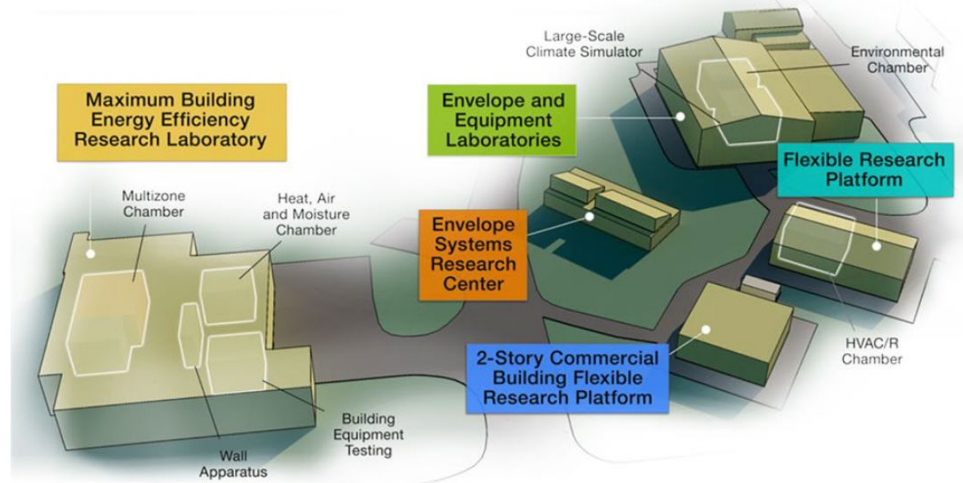 Large-Scale
Climate Simulator
Environmental
Chamber
Maximum Building
Energy Efficiency
Research Laboratory
Envelope and
Equipment
Laboratories
Flexible Research
Platform
Multizone
Chamber
Heat, Air
and Moisture
Chamber
Envelope
Systems
Research
Center
2-Story Commercial
Building Flexible
Research Platform
HVAC/R
Chamber
Building
Equipment
Testing
Wall
Apparatus